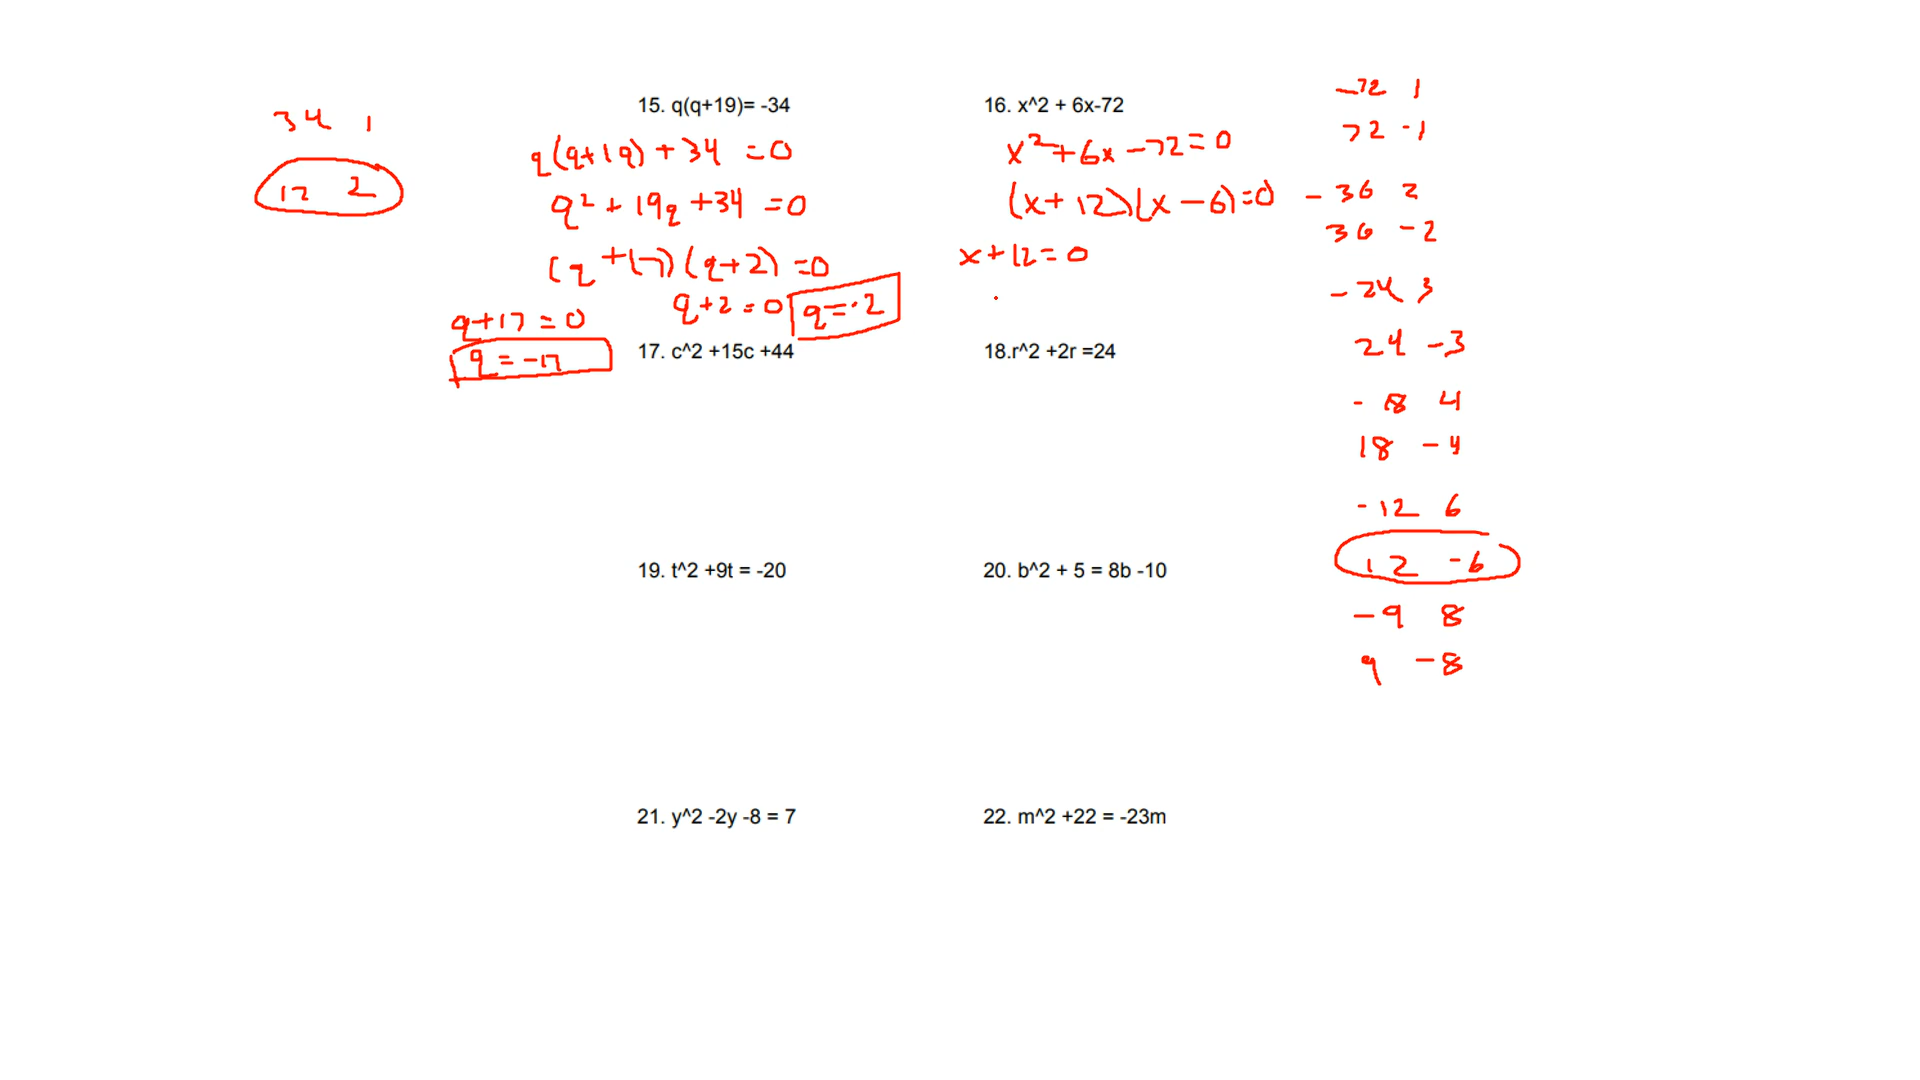 34 1
12 2
15. q(q+19)= -34
q(q+19) +34 =0
q² + 19q +34 =0
(q +17)(q+2) =0
q+2=0 q=-2
q+17 =0
q = -17
16. x^2 + 6x-72
x²+6x-72=0
(x+12)(x-6)=0
x+12=0
-72 1
72 -1
-36 2
36 -2
-24 3
24 -3
-18 4
18 -4
-12 6
12 -6
-9 8
9 -8
17. c^2 +15c +44
18.r^2 +2r =24
19. t^2 +9t = -20
20. b^2 + 5 = 8b -10
21. y^2 -2y -8 = 7
22. m^2 +22 = -23m